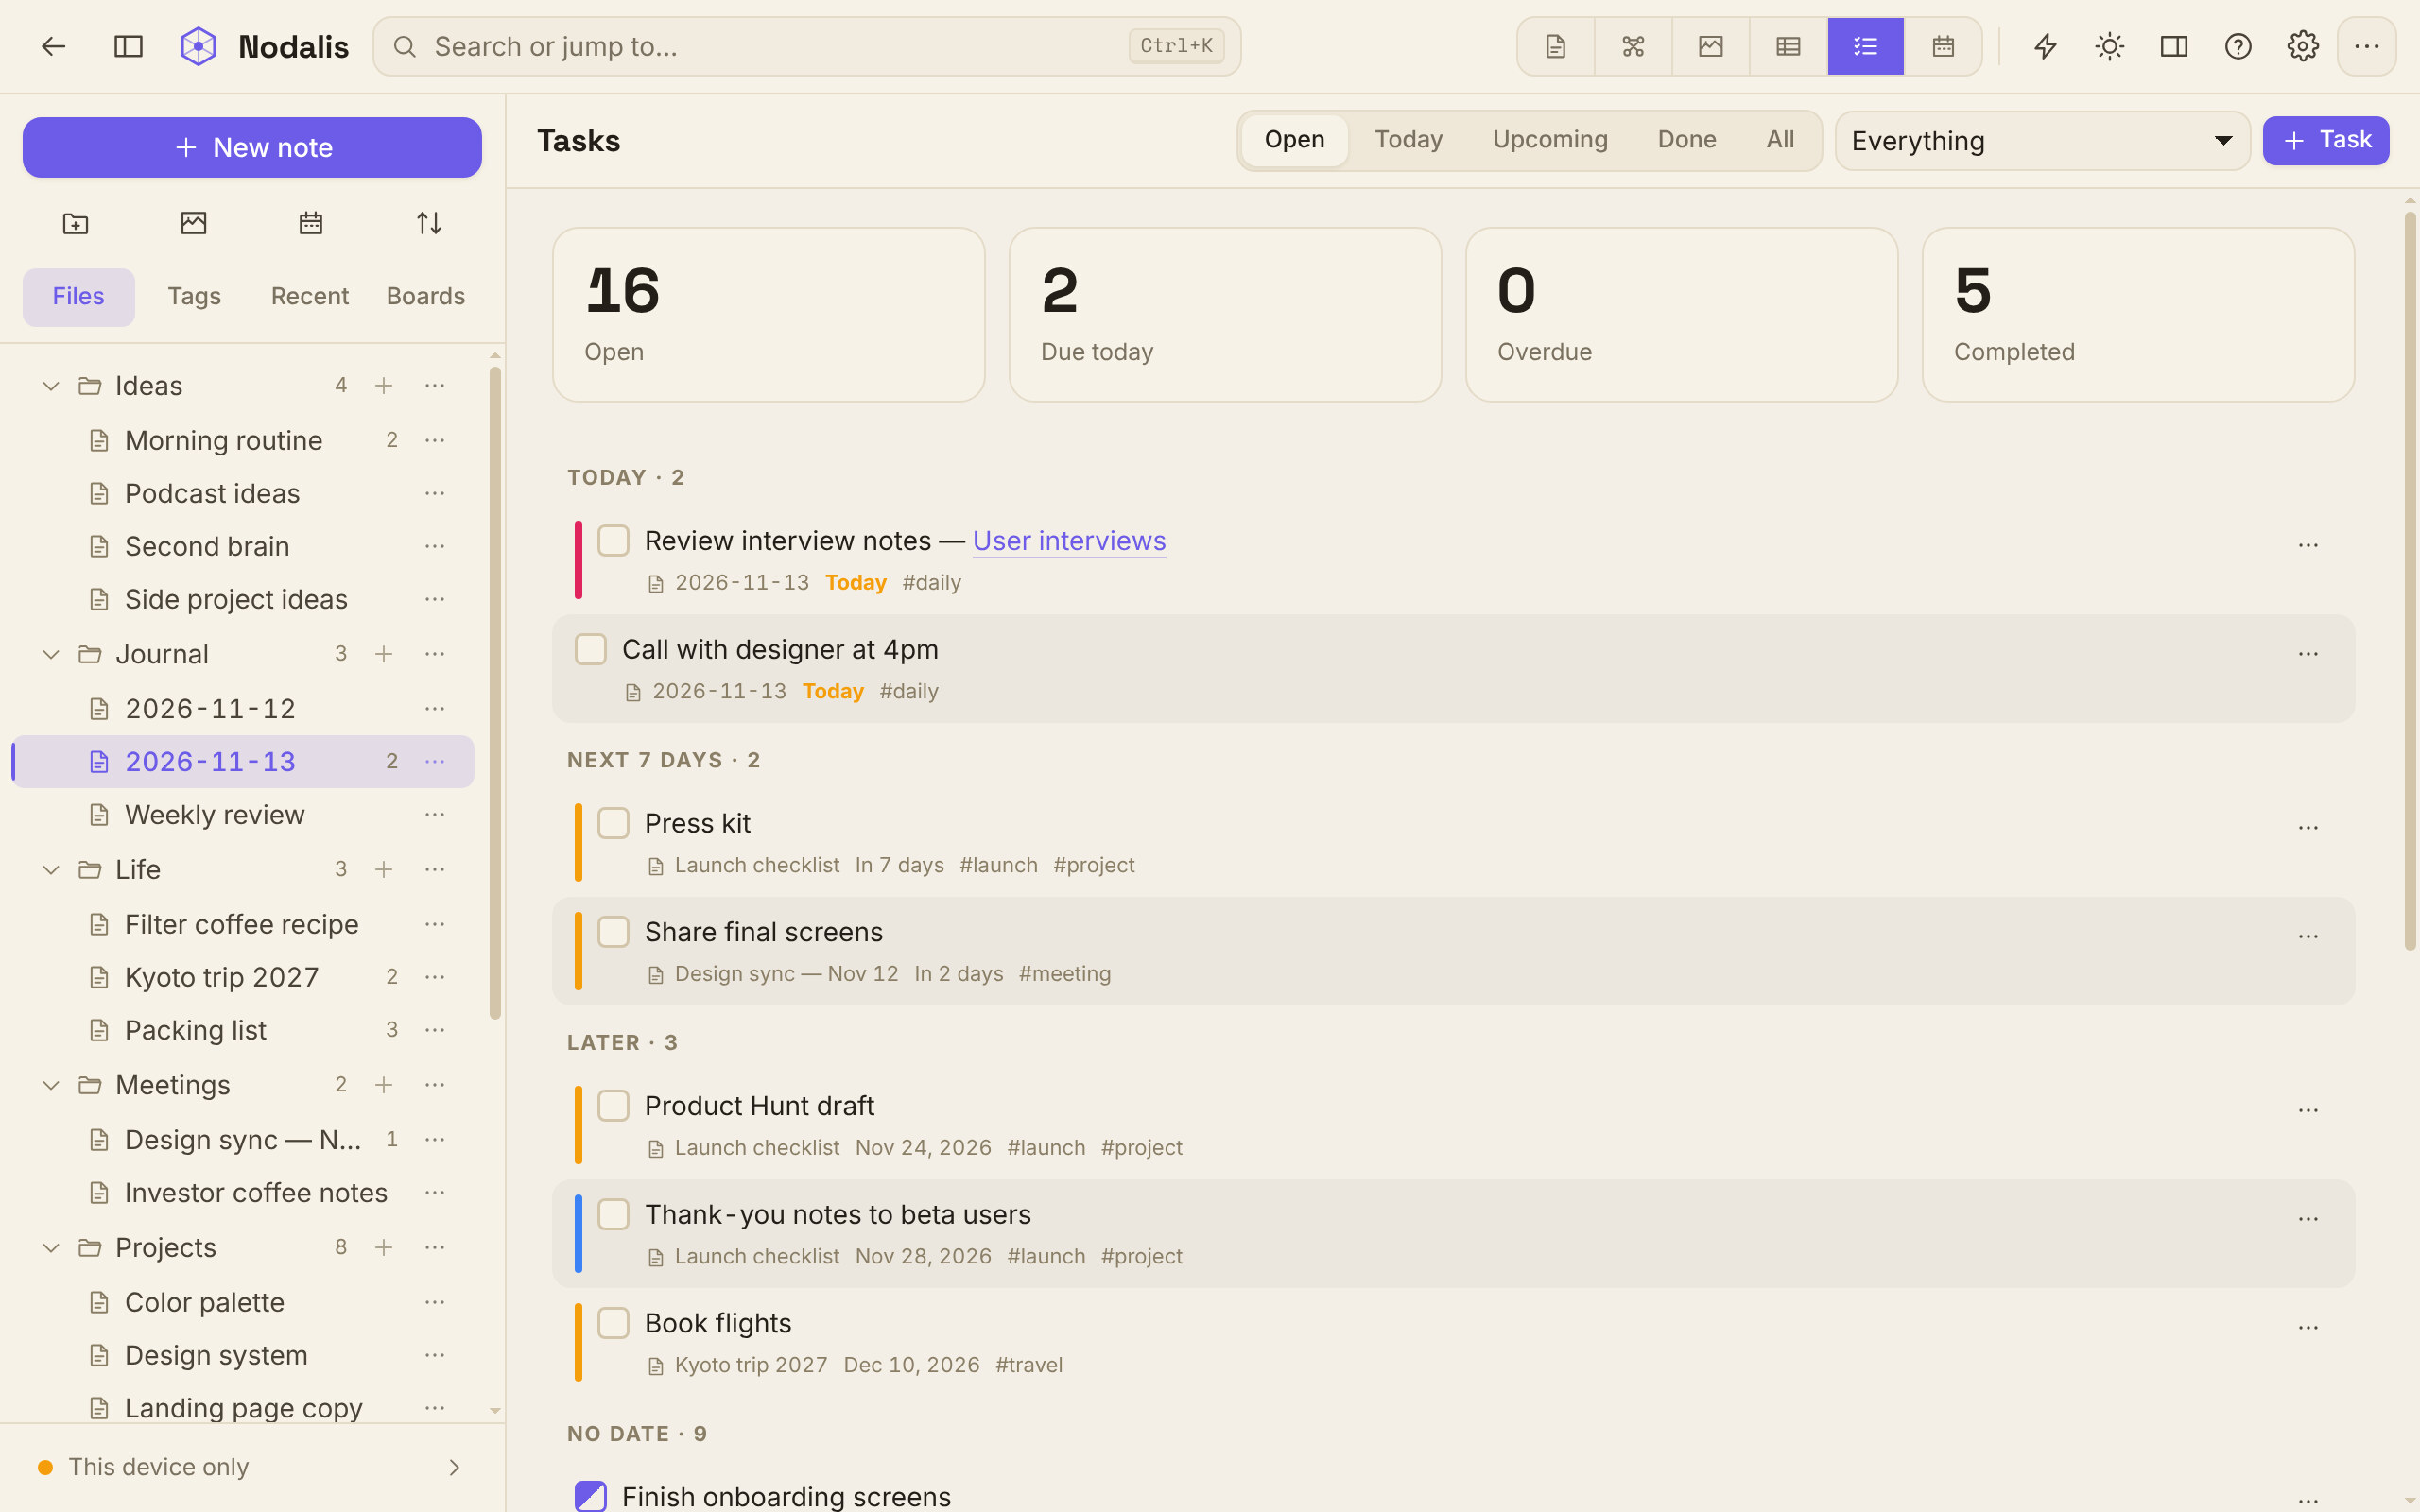 Nodalis
Search or jump to...
Ctrl+K
New note
Files Tags Recent Boards
Ideas 4
Morning routine 2
Podcast ideas
Second brain
Side project ideas
Journal 3
2026-11-12
2026-11-13 2
Weekly review
Life 3
Filter coffee recipe
Kyoto trip 2027 2
Packing list 3
Meetings 2
Design sync — N... 1
Investor coffee notes
Projects 8
Color palette
Design system
Landing page copy
This device only
Tasks
Open Today Upcoming Done All
Everything
Task
16
Open
2
Due today
0
Overdue
5
Completed
TODAY · 2
Review interview notes — User interviews
2026-11-13 Today #daily
Call with designer at 4pm
2026-11-13 Today #daily
NEXT 7 DAYS · 2
Press kit
Launch checklist In 7 days #launch #project
Share final screens
Design sync — Nov 12 In 2 days #meeting
LATER · 3
Product Hunt draft
Launch checklist Nov 24, 2026 #launch #project
Thank-you notes to beta users
Launch checklist Nov 28, 2026 #launch #project
Book flights
Kyoto trip 2027 Dec 10, 2026 #travel
NO DATE · 9
Finish onboarding screens